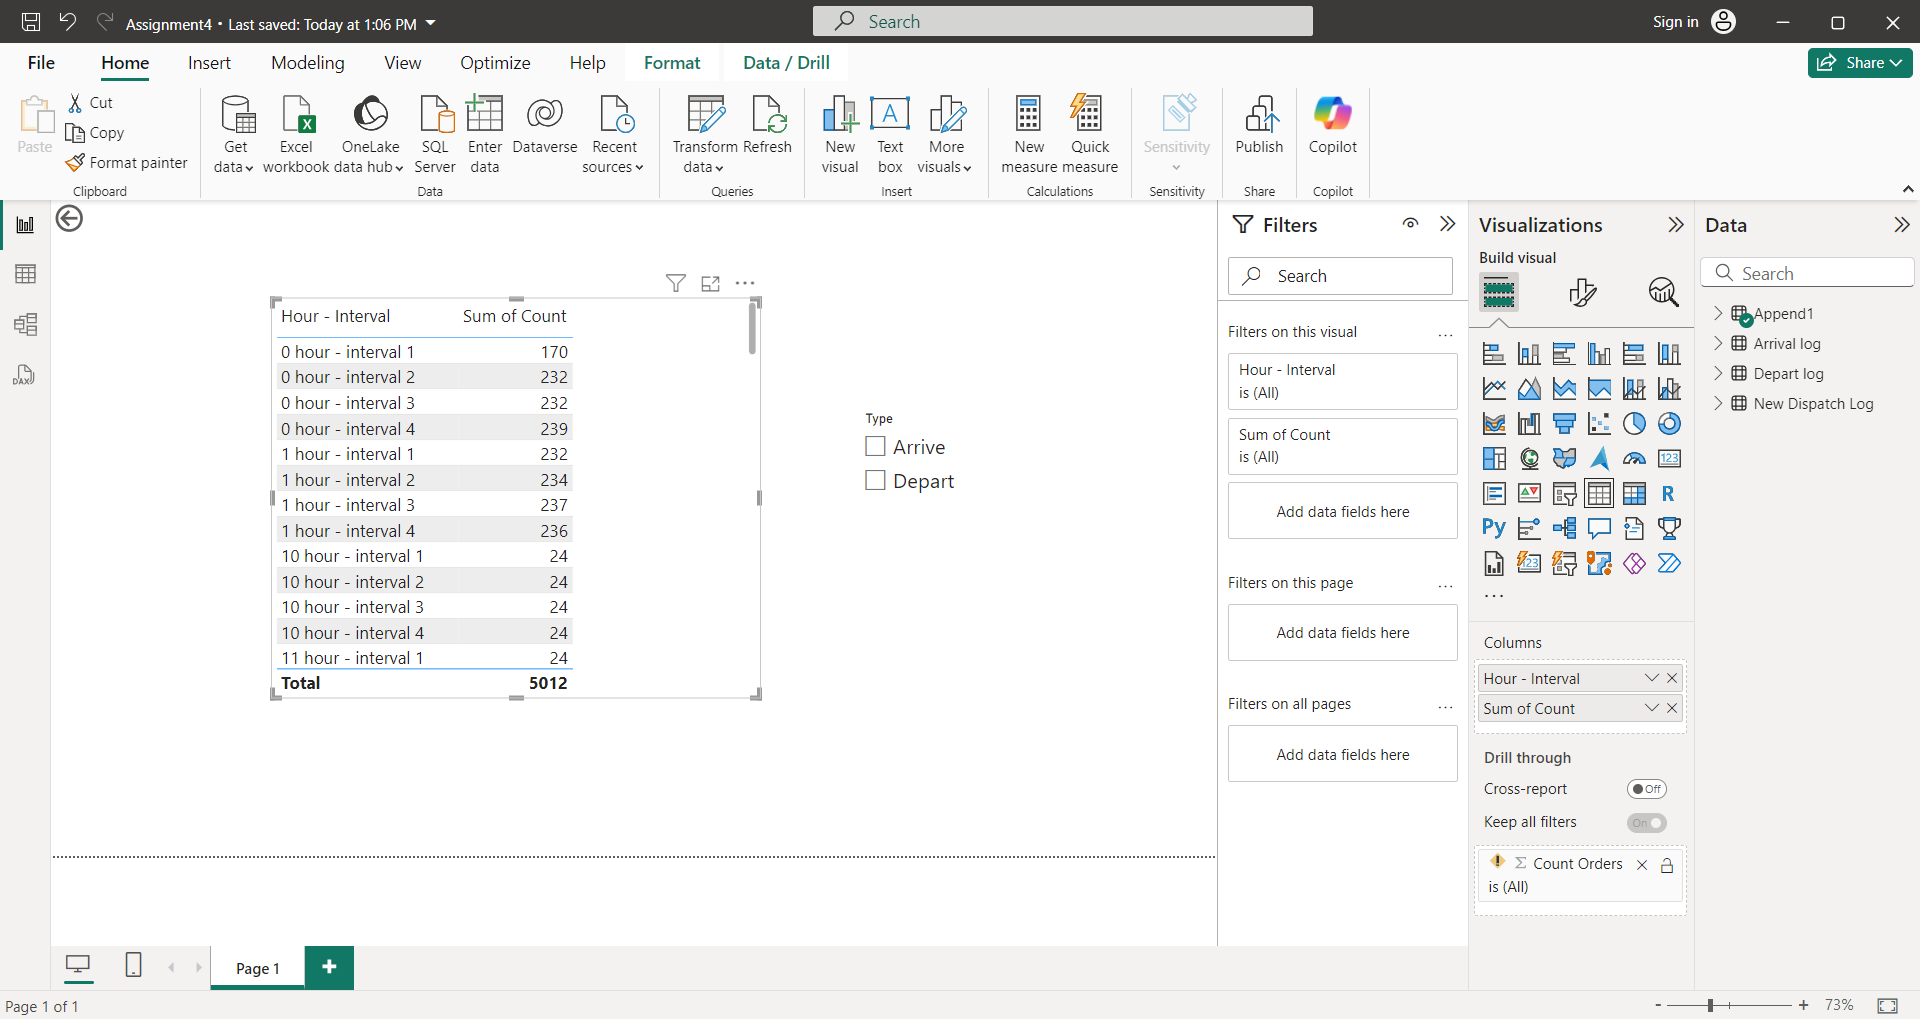 Assignment4 • Last saved: Today at 1:06 PM
Search
Sign in
File
Home
Insert
Modeling
View
Optimize
Help
Format
Data / Drill
Share
Paste
Cut
Copy
Format painter
Clipboard
Get
data
Excel
workbook
OneLake
data hub
SQL
Server
Enter
data
Dataverse
Recent
sources
Data
Transform
data
Refresh
Queries
New
visual
Text
box
More
visuals
Insert
New
measure
Quick
measure
Calculations
Sensitivity
Sensitivity
Publish
Share
Copilot
Copilot
DAX
Hour - Interval Sum of Count
0 hour - interval 1 170
0 hour - interval 2 232
0 hour - interval 3 232
0 hour - interval 4 239
1 hour - interval 1 232
1 hour - interval 2 234
1 hour - interval 3 237
1 hour - interval 4 236
10 hour - interval 1 24
10 hour - interval 2 24
10 hour - interval 3 24
10 hour - interval 4 24
11 hour - interval 1 24
Total 5012
Type
Arrive
Depart
Filters
Search
Filters on this visual ...
Hour - Interval
is (All)
Sum of Count
is (All)
Add data fields here
Filters on this page ...
Add data fields here
Filters on all pages ...
Add data fields here
Visualizations
Build visual
123
R
Py
123
...
Columns
Hour - Interval
Sum of Count
Drill through
Cross-report Off
Keep all filters On
Σ Count Orders
is (All)
Data
Search
Append1
Arrival log
Depart log
New Dispatch Log
Page 1
+
Page 1 of 1
- + 73%